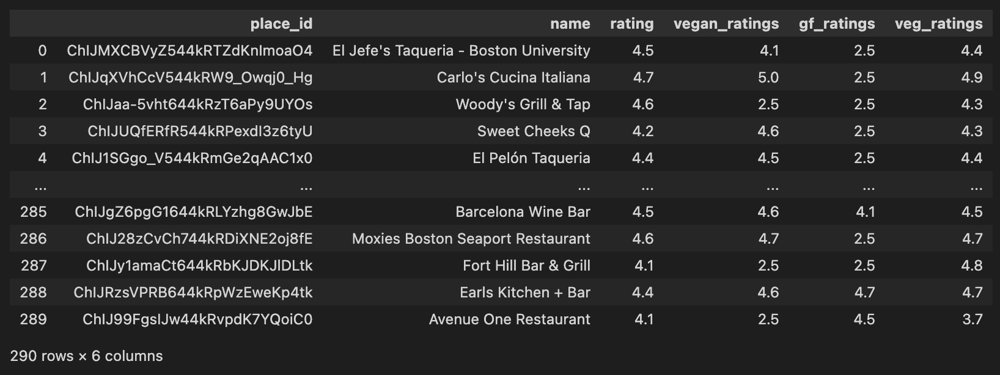 place_id name rating vegan_ratings gf_ratings veg_ratings
0 ChIJMXCBVyZ544kRTZdKnImoaO4 El Jefe's Taqueria - Boston University 4.5 4.1 2.5 4.4
1 ChIJqXVhCcV544kRW9_Owqj0_Hg Carlo's Cucina Italiana 4.7 5.0 2.5 4.9
2 ChIJaa-5vht644kRzT6aPy9UYOs Woody's Grill & Tap 4.6 2.5 2.5 4.3
3 ChIJUQfERfR544kRPexdI3z6tyU Sweet Cheeks Q 4.2 4.6 2.5 4.3
4 ChIJ1SGgo_V544kRmGe2qAAC1x0 El Pelón Taqueria 4.4 4.5 2.5 4.4
... ... ... ... ... ... ...
285 ChIJgZ6pgG1644kRLYzhg8GwJbE Barcelona Wine Bar 4.5 4.6 4.1 4.5
286 ChIJ28zCvCh744kRDiXNE2oj8fE Moxies Boston Seaport Restaurant 4.6 4.7 2.5 4.7
287 ChIJy1amaCt644kRbKJDKJlDLtk Fort Hill Bar & Grill 4.1 2.5 2.5 4.8
288 ChIJRzsVPRB644kRpWzEweKp4tk Earls Kitchen + Bar 4.4 4.6 4.7 4.7
289 ChIJ99FgsIJw44kRvpdK7YQoiC0 Avenue One Restaurant 4.1 2.5 4.5 3.7
290 rows × 6 columns